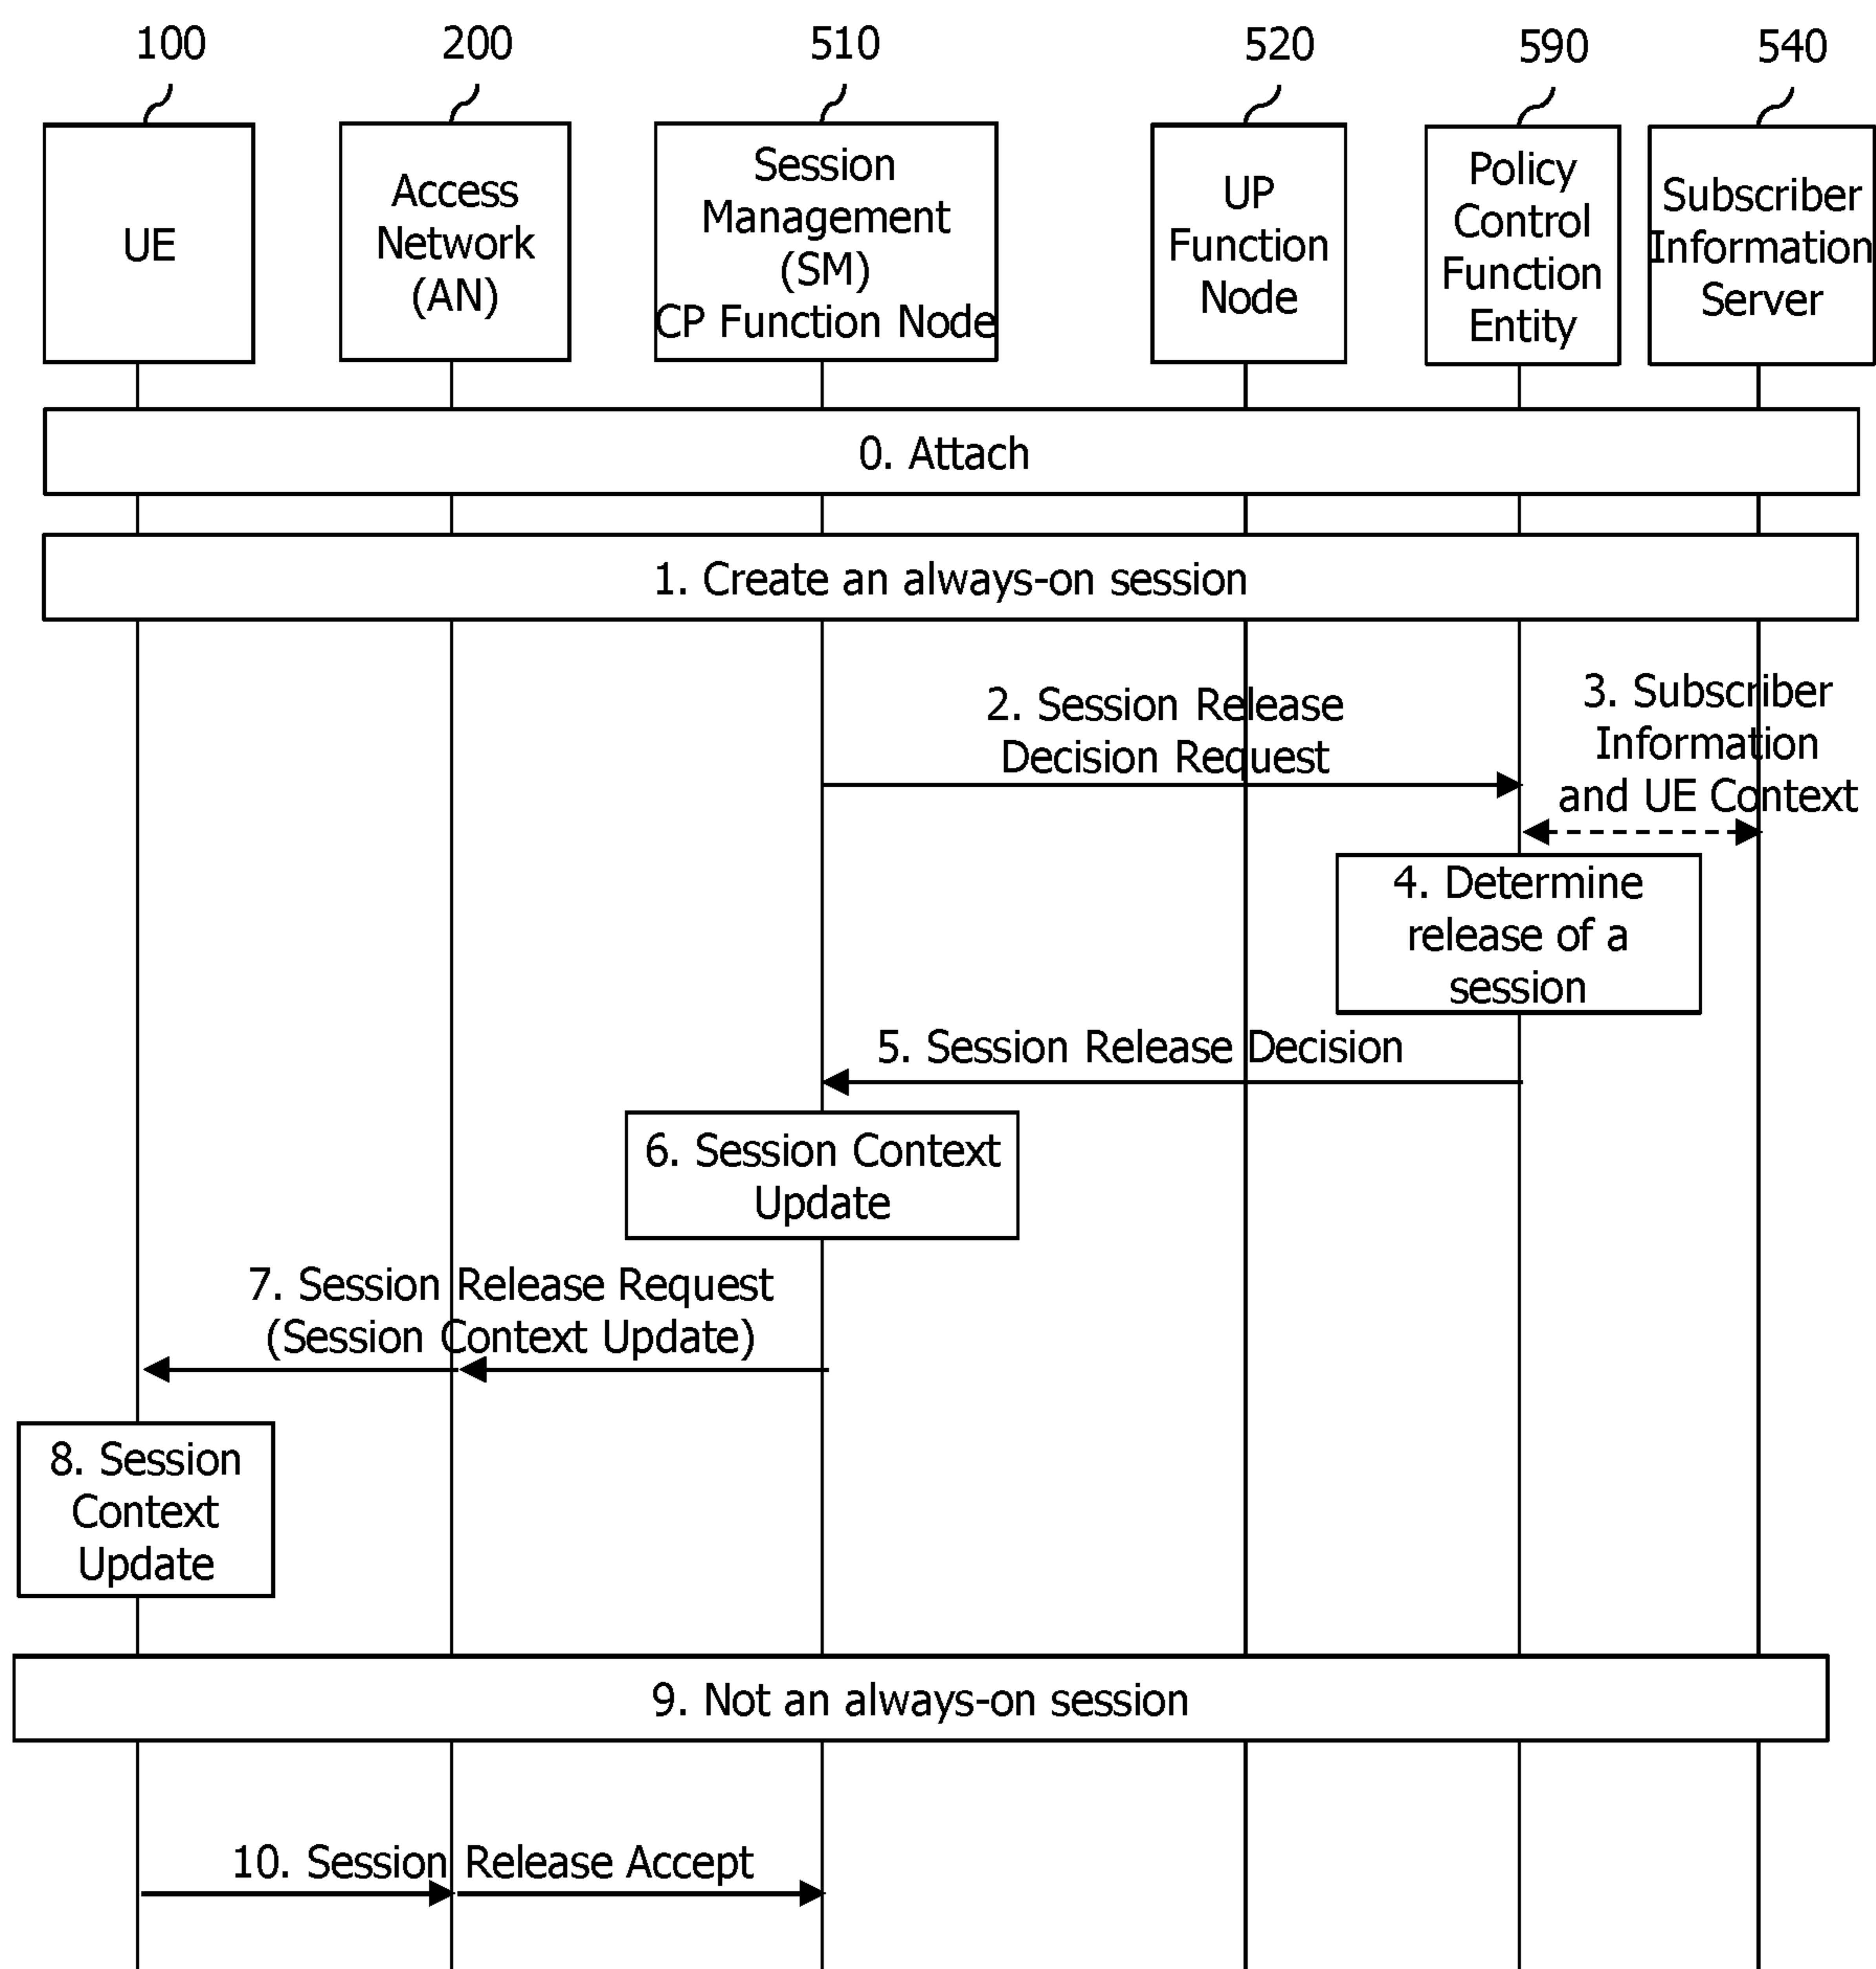 100
200
510
520
590
540
UE
Access
Network
(AN)
Session
Management
(SM)
CP Function Node
UP
Function
Node
Policy
Control
Function
Entity
Subscriber
Information
Server
0. Attach
1. Create an always-on session
2. Session Release
Decision Request
3. Subscriber
Information
and UE Context
4. Determine
release of a
session
5. Session Release Decision
6. Session Context
Update
7. Session Release Request
(Session Context Update)
8. Session
Context
Update
9. Not an always-on session
10. Session Release Accept